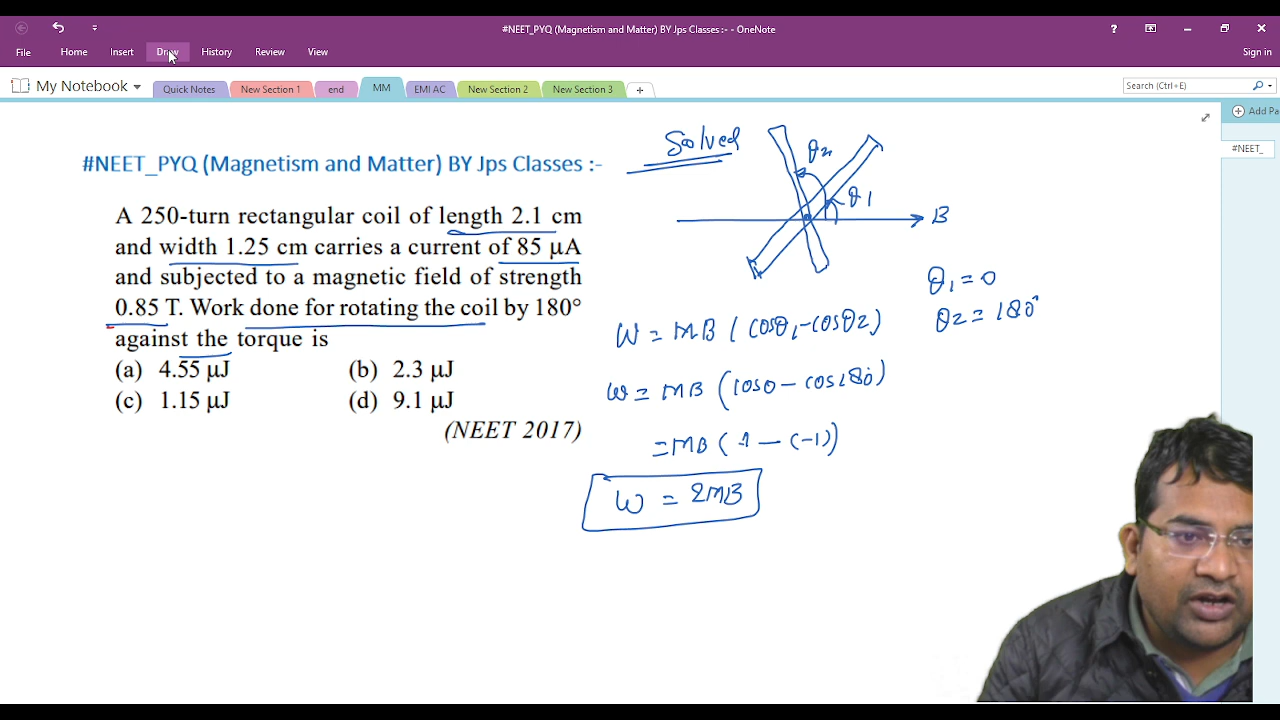 #NEET_PYQ (Magnetism and Matter) BY Jps Classes :- - OneNote
?
File Home Insert Draw History Review View
Sign in
My Notebook
Quick Notes New Section 1 end MM EMI AC New Section 2 New Section 3 +
Search (Ctrl+E)
Add Pa
#NEET_
#NEET_PYQ (Magnetism and Matter) BY Jps Classes :-
A 250-turn rectangular coil of length 2.1 cm
and width 1.25 cm carries a current of 85 μA
and subjected to a magnetic field of strength
0.85 T. Work done for rotating the coil by 180°
against the torque is
(a) 4.55 μJ (b) 2.3 μJ
(c) 1.15 μJ (d) 9.1 μJ
(NEET 2017)
Solved
θ2
θ1
B
θ1 = 0
θ2 = 180°
W = MB ( cosθ1 - cosθ2)
W = MB (cos0 - cos180)
= MB ( 1 - (-1))
W = 2MB